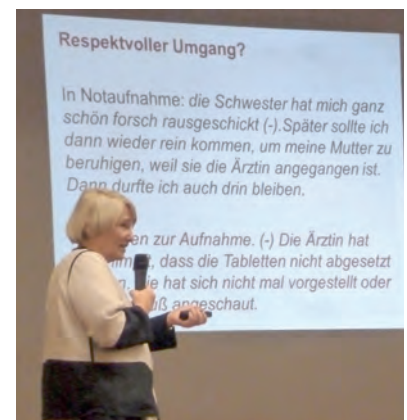 Respektvoller Umgang?
In Notaufnahme: die Schwester hat mich ganz
schön forsch rausgeschickt (-).Später sollte ich
dann wieder rein kommen, um meine Mutter zu
beruhigen, weil sie die Ärztin angegangen ist.
Dann durfte ich auch drin bleiben.
zur Aufnahme. (-) Die Ärztin hat
dass die Tabletten nicht abgesetzt
hat sich nicht mal vorgestellt oder
angeschaut.